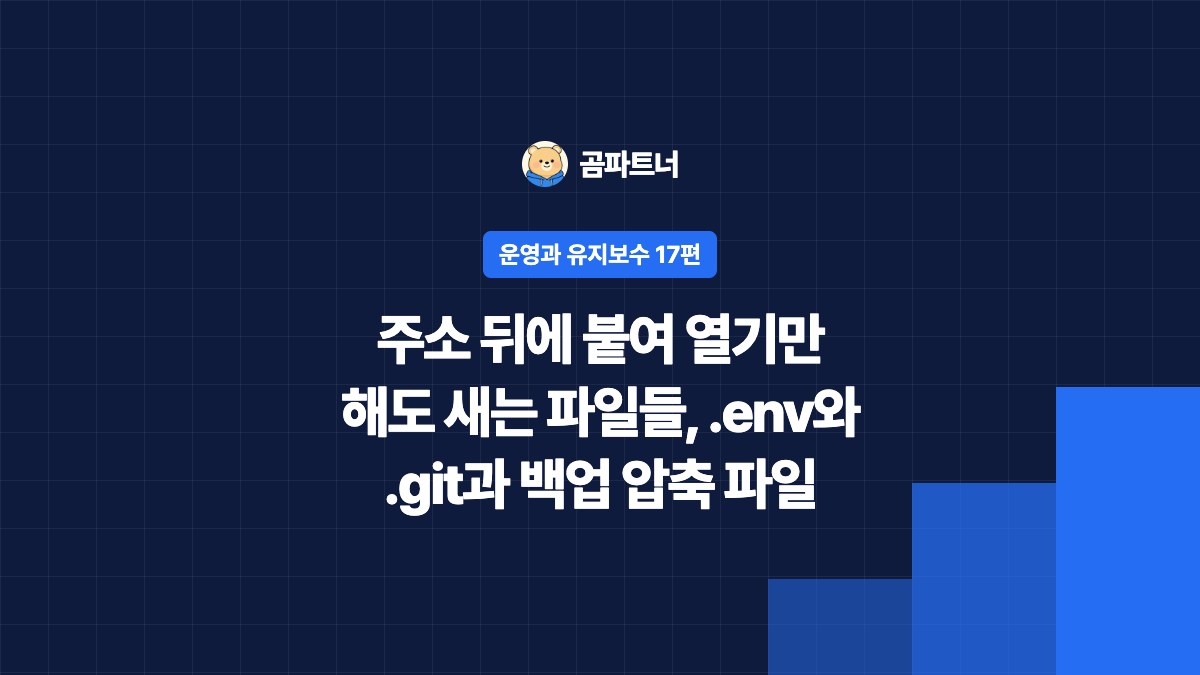 곰파트너
운영과 유지보수 17편
주소 뒤에 붙여 열기만
해도 새는 파일들, .env와
.git과 백업 압축 파일